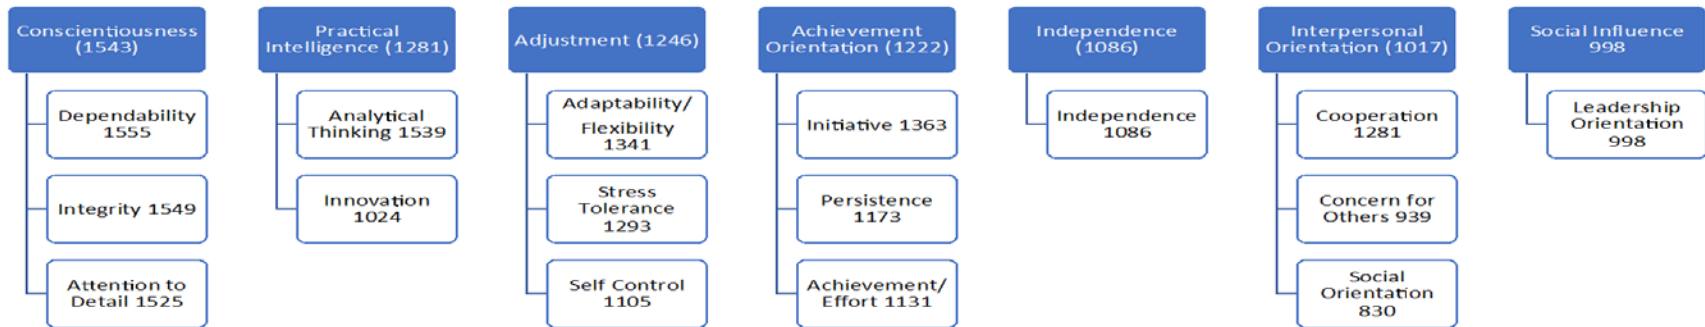 Conscientiousness
(1543)
Dependability
1555
Integrity 1549
Attention to
Detail 1525
Practical
Intelligence (1281)
Analytical
Thinking 1539
Innovation
1024
Adjustment (1246)
Adaptability/
Flexibility
1341
Stress
Tolerance
1293
Self Control
1105
Achievement
Orientation (1222)
Initiative 1363
Persistence
1173
Achievement/
Effort 1131
Independence
(1086)
Independence
1086
Interpersonal
Orientation (1017)
Cooperation
1281
Concern for
Others 939
Social
Orientation
830
Social Influence
998
Leadership
Orientation
998